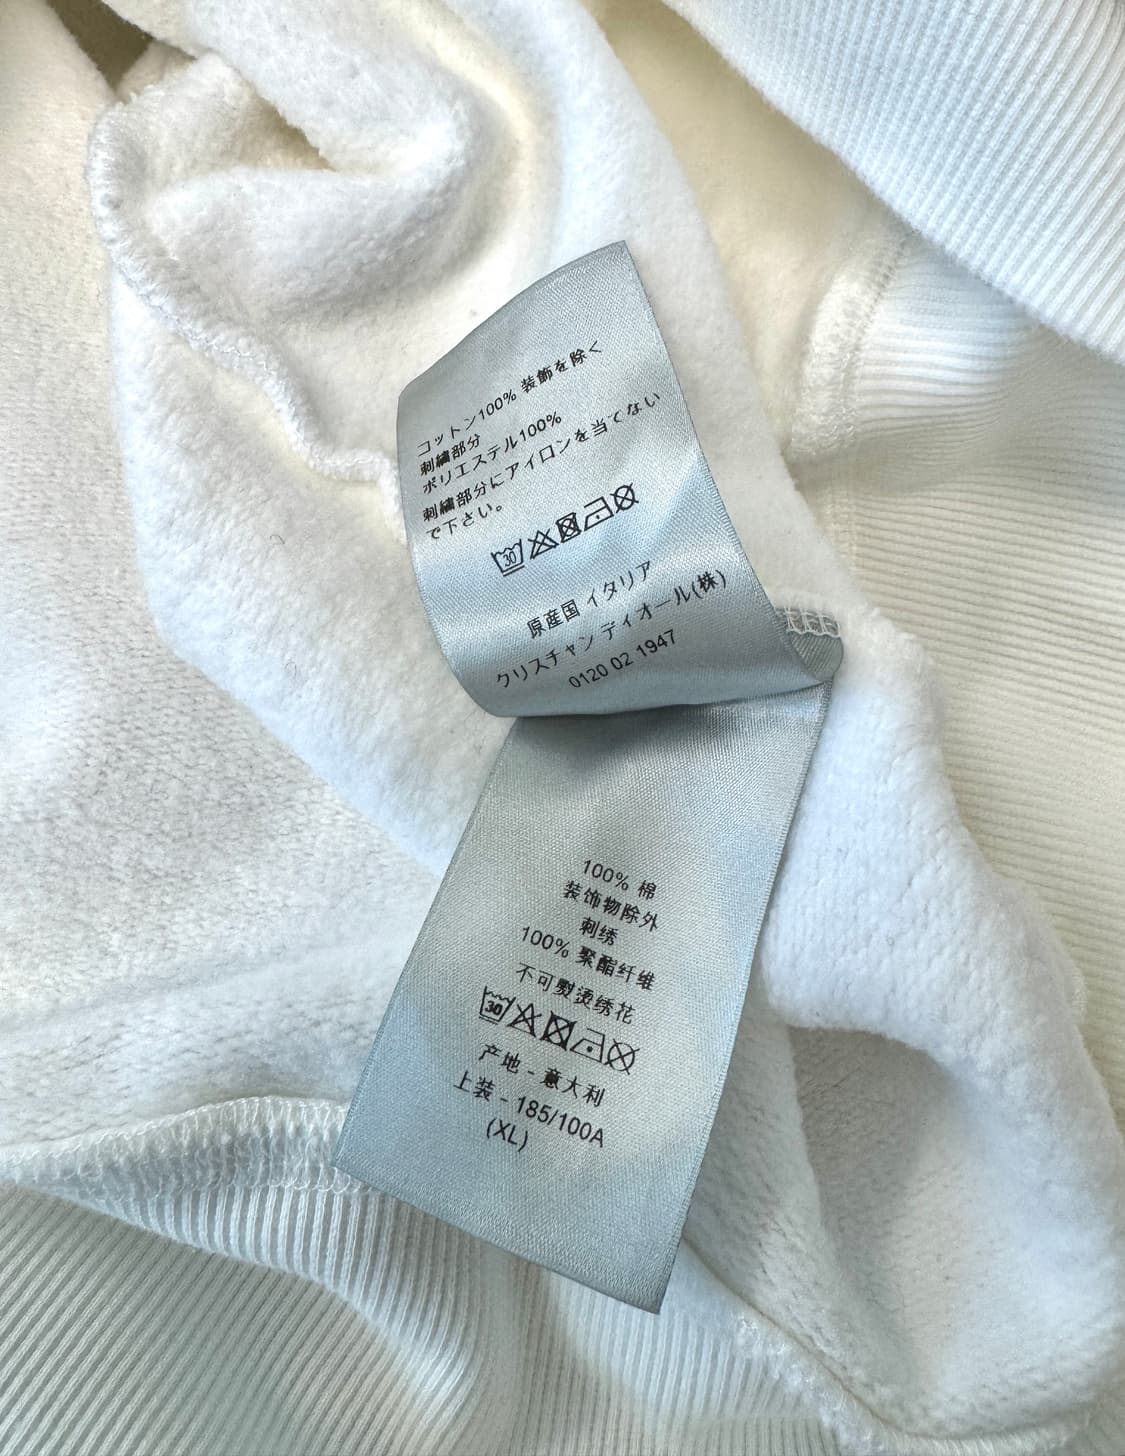 コットン100% 装飾を除く
刺繍部分
ポリエステル100%
刺繍部分にアイロンを当てない
で下さい。
30
原産国 イタリア
クリスチャン ディオール(株)
0120 02 1947
100% 棉
装饰物除外
刺绣
100% 聚酯纤维
不可熨烫绣花
30
产地 - 意大利
上装 - 185/100A
(XL)